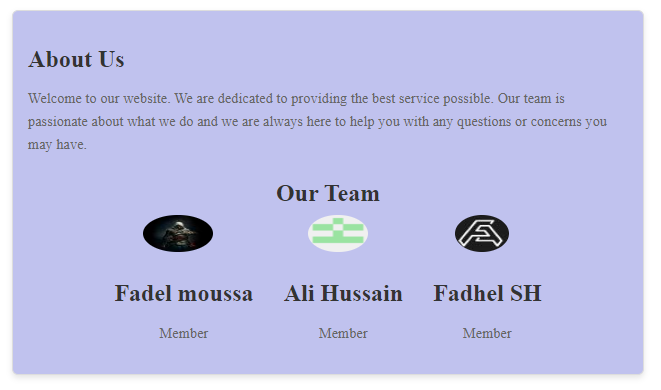 About Us
Welcome to our website. We are dedicated to providing the best service possible. Our team is
passionate about what we do and we are always here to help you with any questions or concerns you
may have.
Our Team
Fadel moussa Ali Hussain Fadhel SH
Member Member Member